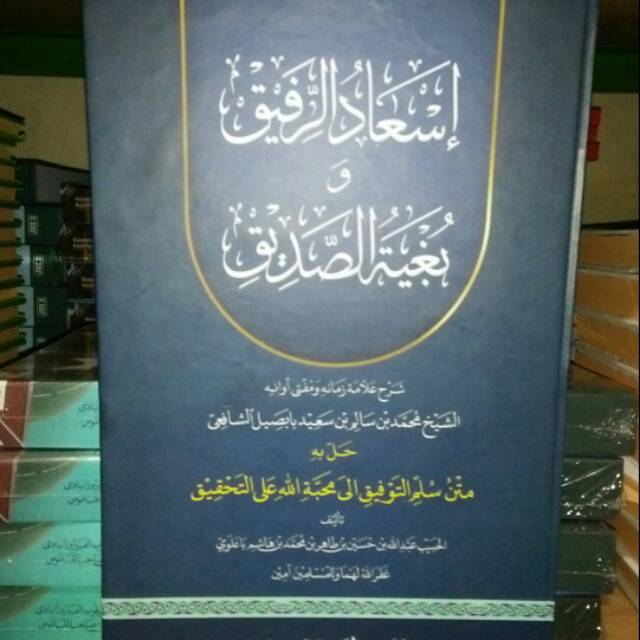 إسعاد الرفيق
و
بغية الصديق
شرح علامة زمانه ومفتي أوانه
الشيخ محمد بن سالم بن سعيد بابصيل الشافعي
حل به
متن سلم التوفيق الى محبة الله على التحقيق
تأليف
الحبيب عبد الله بن حسين بن طاهر بن محمد بن هاشم باعلوي
غفر الله لهما وللمسلمين آمين